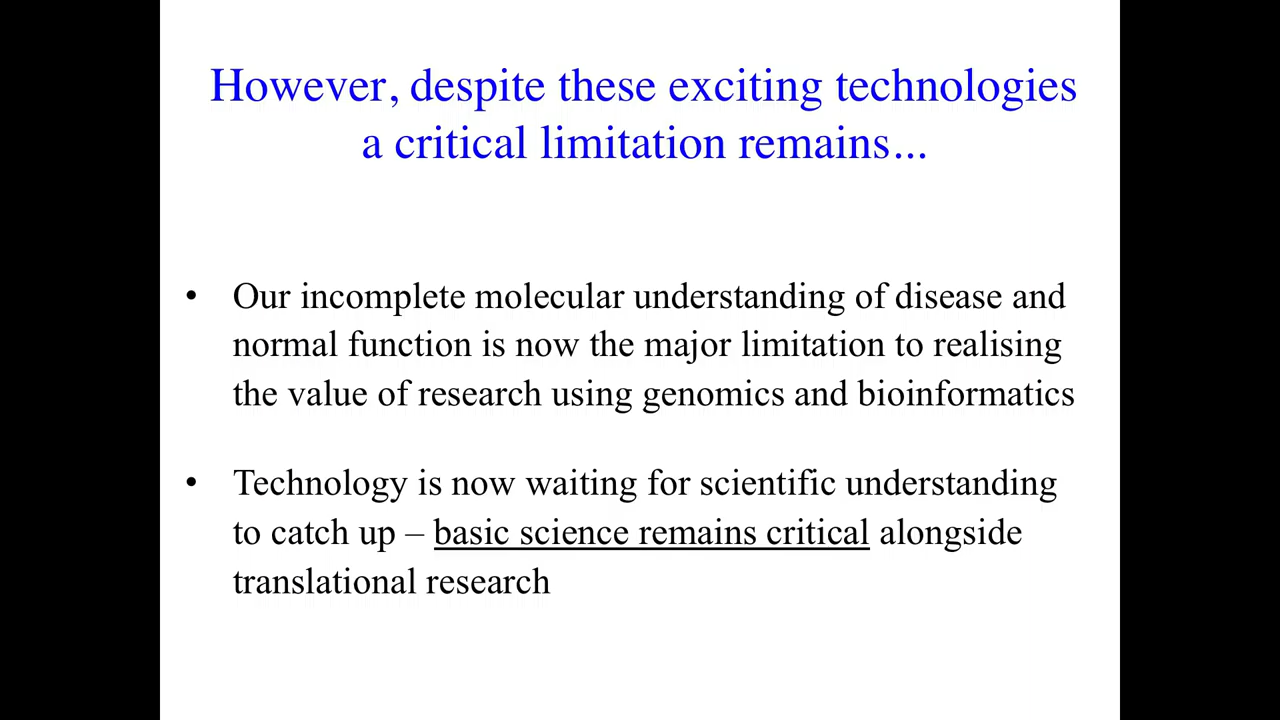 However, despite these exciting technologies
a critical limitation remains...
• Our incomplete molecular understanding of disease and
normal function is now the major limitation to realising
the value of research using genomics and bioinformatics
• Technology is now waiting for scientific understanding
to catch up – basic science remains critical alongside
translational research